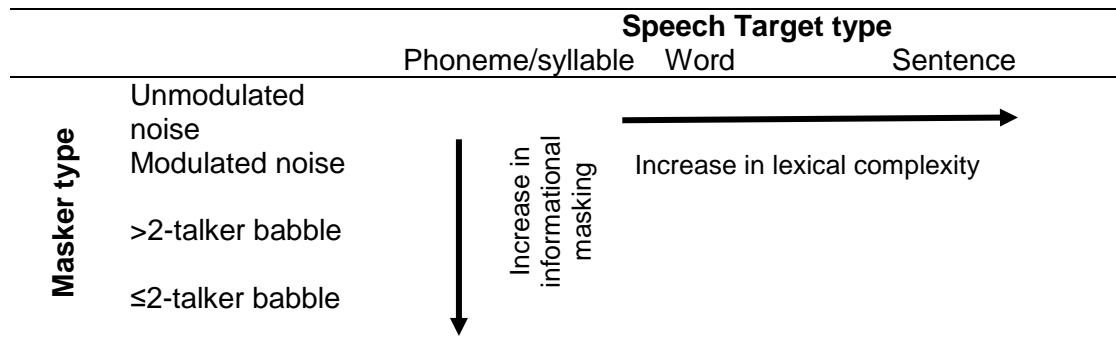 Speech Target type
Phoneme/syllable Word Sentence
Masker type
Unmodulated
noise
Modulated noise
>2-talker babble
≤2-talker babble
Increase in
informational
masking
Increase in lexical complexity